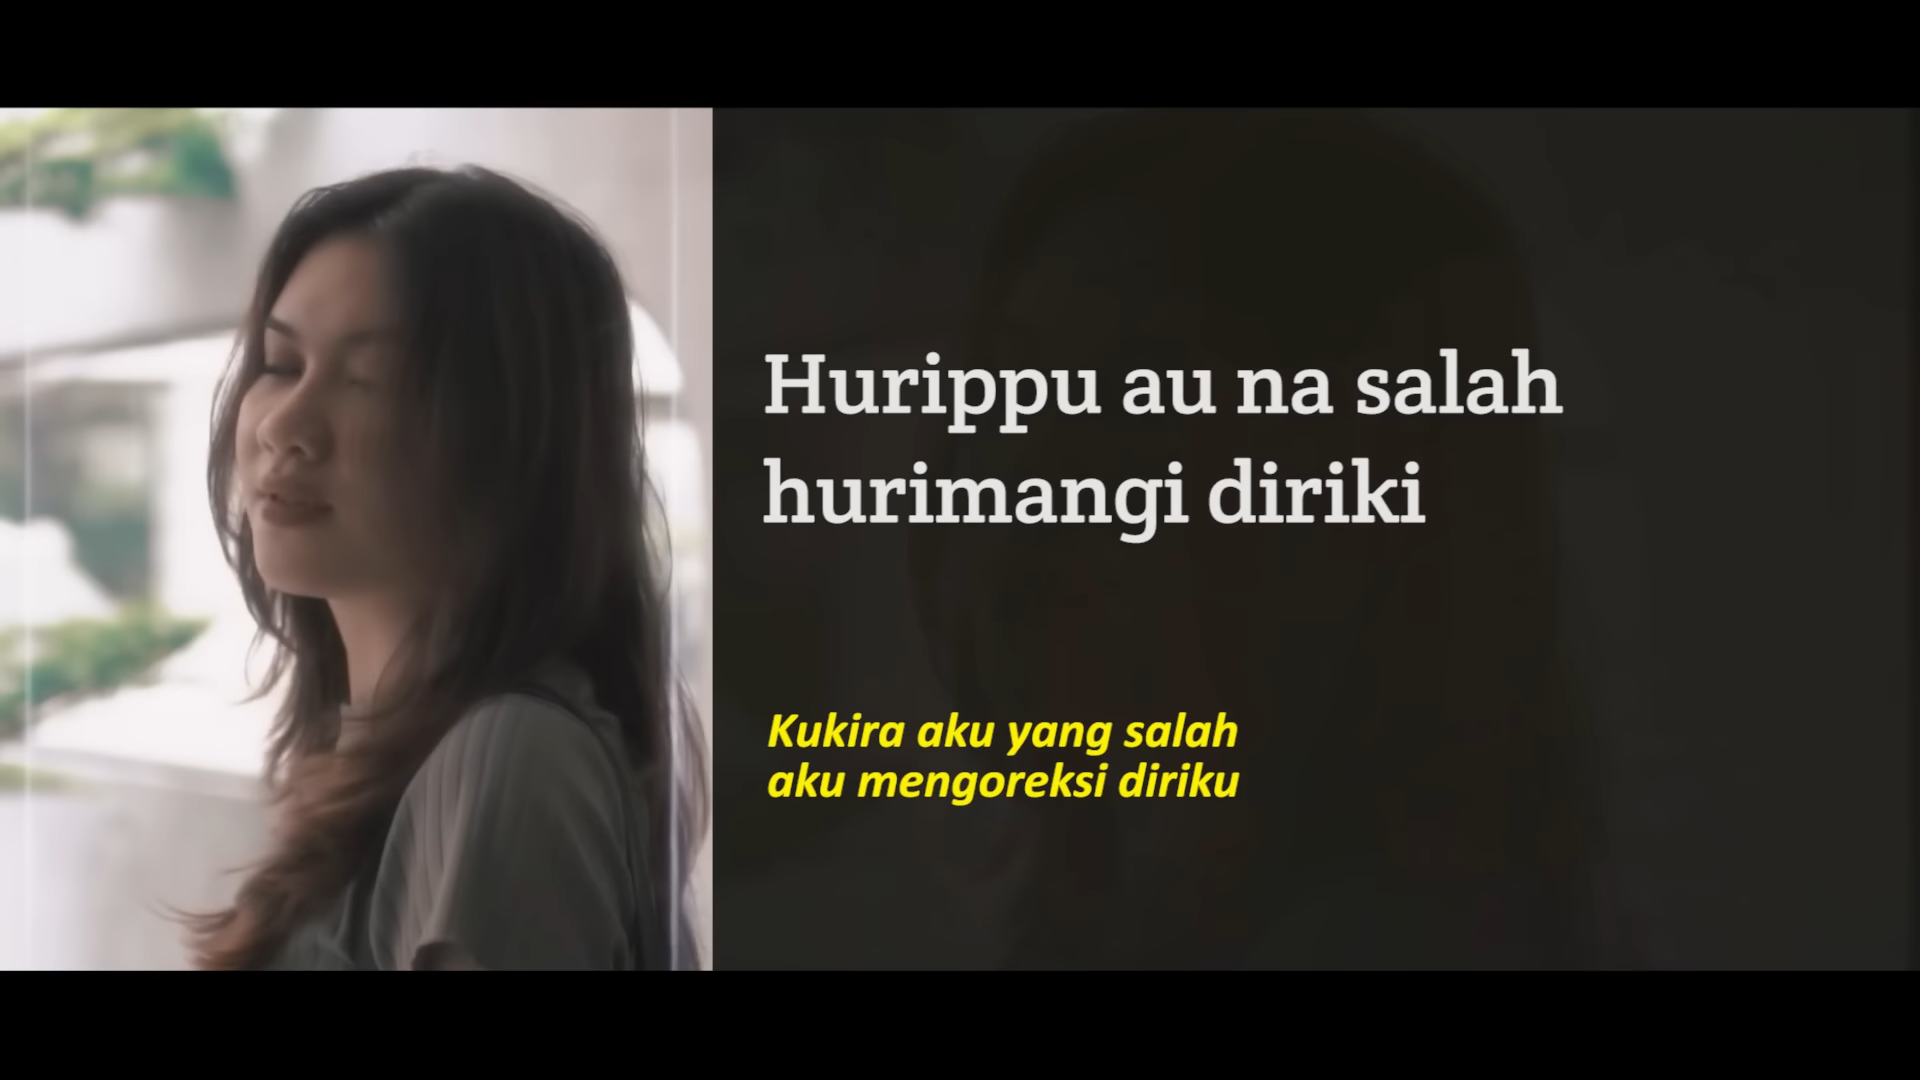 Hurippu au na salah
hurimangi diriki
Kukira aku yang salah
aku mengoreksi diriku